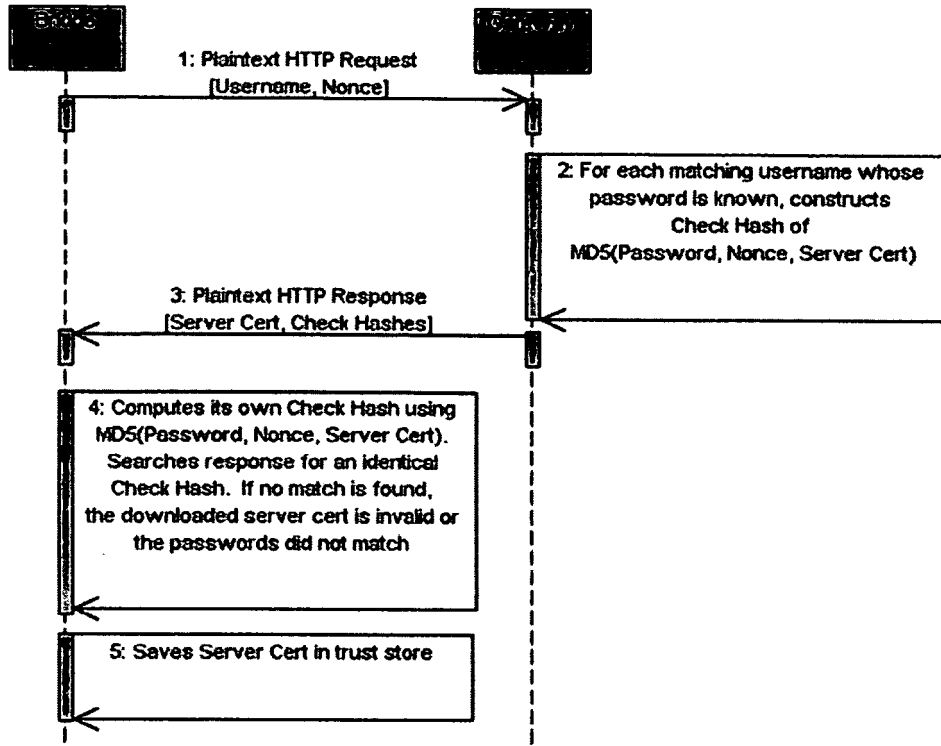 1: Plaintext HTTP Request
[Username, Nonce]
2: For each matching username whose
password is known, constructs
Check Hash of
MD5(Password, Nonce, Server Cert)
3: Plaintext HTTP Response
[Server Cert, Check Hashes]
4: Computes its own Check Hash using
MD5(Password, Nonce, Server Cert).
Searches response for an identical
Check Hash. If no match is found,
the downloaded server cert is invalid or
the passwords did not match
5: Saves Server Cert in trust store